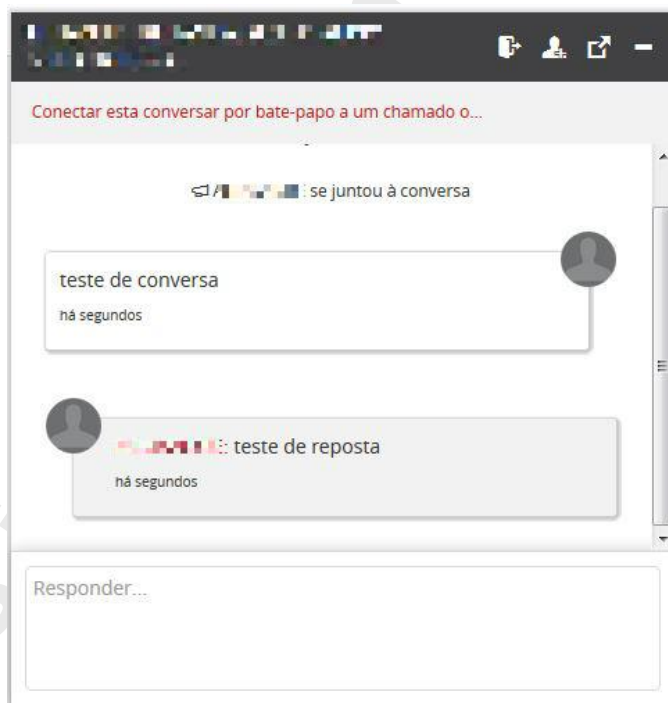 Conectar esta conversar por bate-papo a um chamado o...
se juntou à conversa
teste de conversa
há segundos
: teste de reposta
há segundos
Responder...